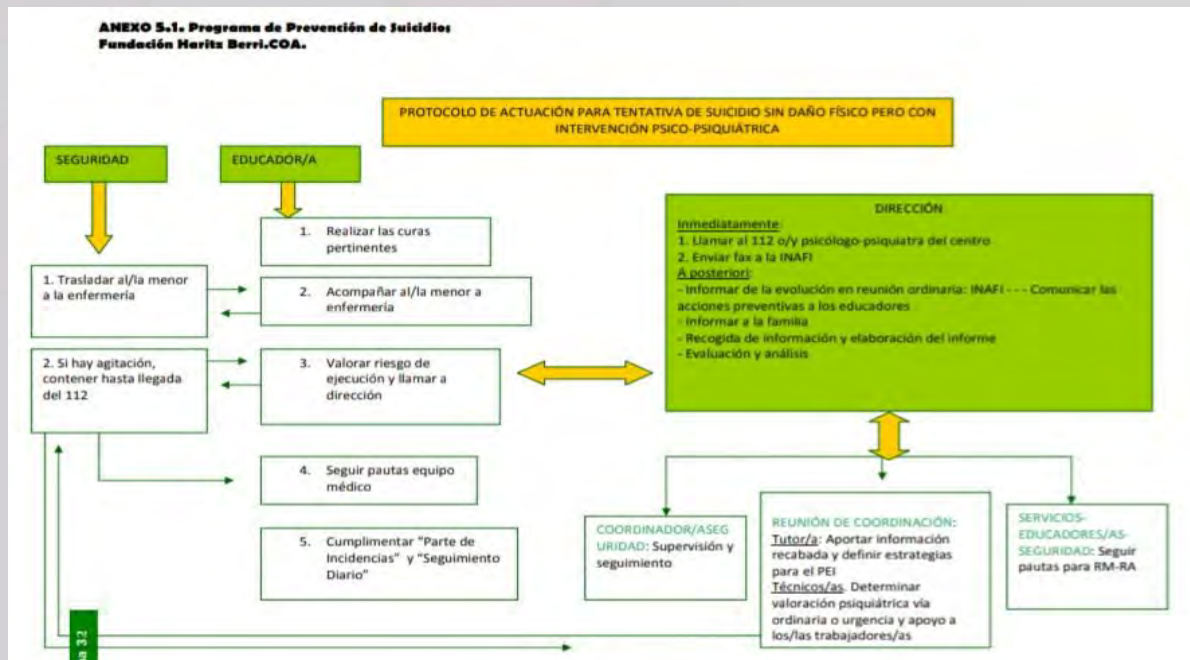 ANEXO 5.1. Programa de Prevención de Suicidios
Fundación Haritz Berri.COA.
PROTOCOLO DE ACTUACIÓN PARA TENTATIVA DE SUICIDIO SIN DAÑO FÍSICO PERO CON
INTERVENCIÓN PSICO-PSIQUIÁTRICA
SEGURIDAD
EDUCADOR/A
1. Realizar las curas
pertinentes
1. Trasladar al/la menor
a la enfermería
2. Acompañar al/la menor a
enfermería
2. Si hay agitación,
contener hasta llegada
del 112
3. Valorar riesgo de
ejecución y llamar a
dirección
4. Seguir pautas equipo
médico
5. Cumplimentar "Parte de
Incidencias" y "Seguimiento
Diario"
DIRECCIÓN
Inmediatamente:
1. Llamar al 112 o/y psicólogo-psiquiatra del centro
2. Enviar fax a la INAFI
A posteriori:
- Informar de la evolución en reunión ordinaria: INAFI - - - Comunicar las
acciones preventivas a los educadores
- Informar a la familia
- Recogida de información y elaboración del informe
- Evaluación y análisis
COORDINADOR/ASEG
URIDAD: Supervisión y
seguimiento
REUNIÓN DE COORDINACIÓN:
Tutor/a: Aportar información
recabada y definir estrategias
para el PEI
Técnicos/as. Determinar
valoración psiquiátrica vía
ordinaria o urgencia y apoyo a
los/las trabajadores/as
SERVICIOS-
EDUCADORES/AS-
SEGURIDAD: Seguir
pautas para RM-RA
a 32